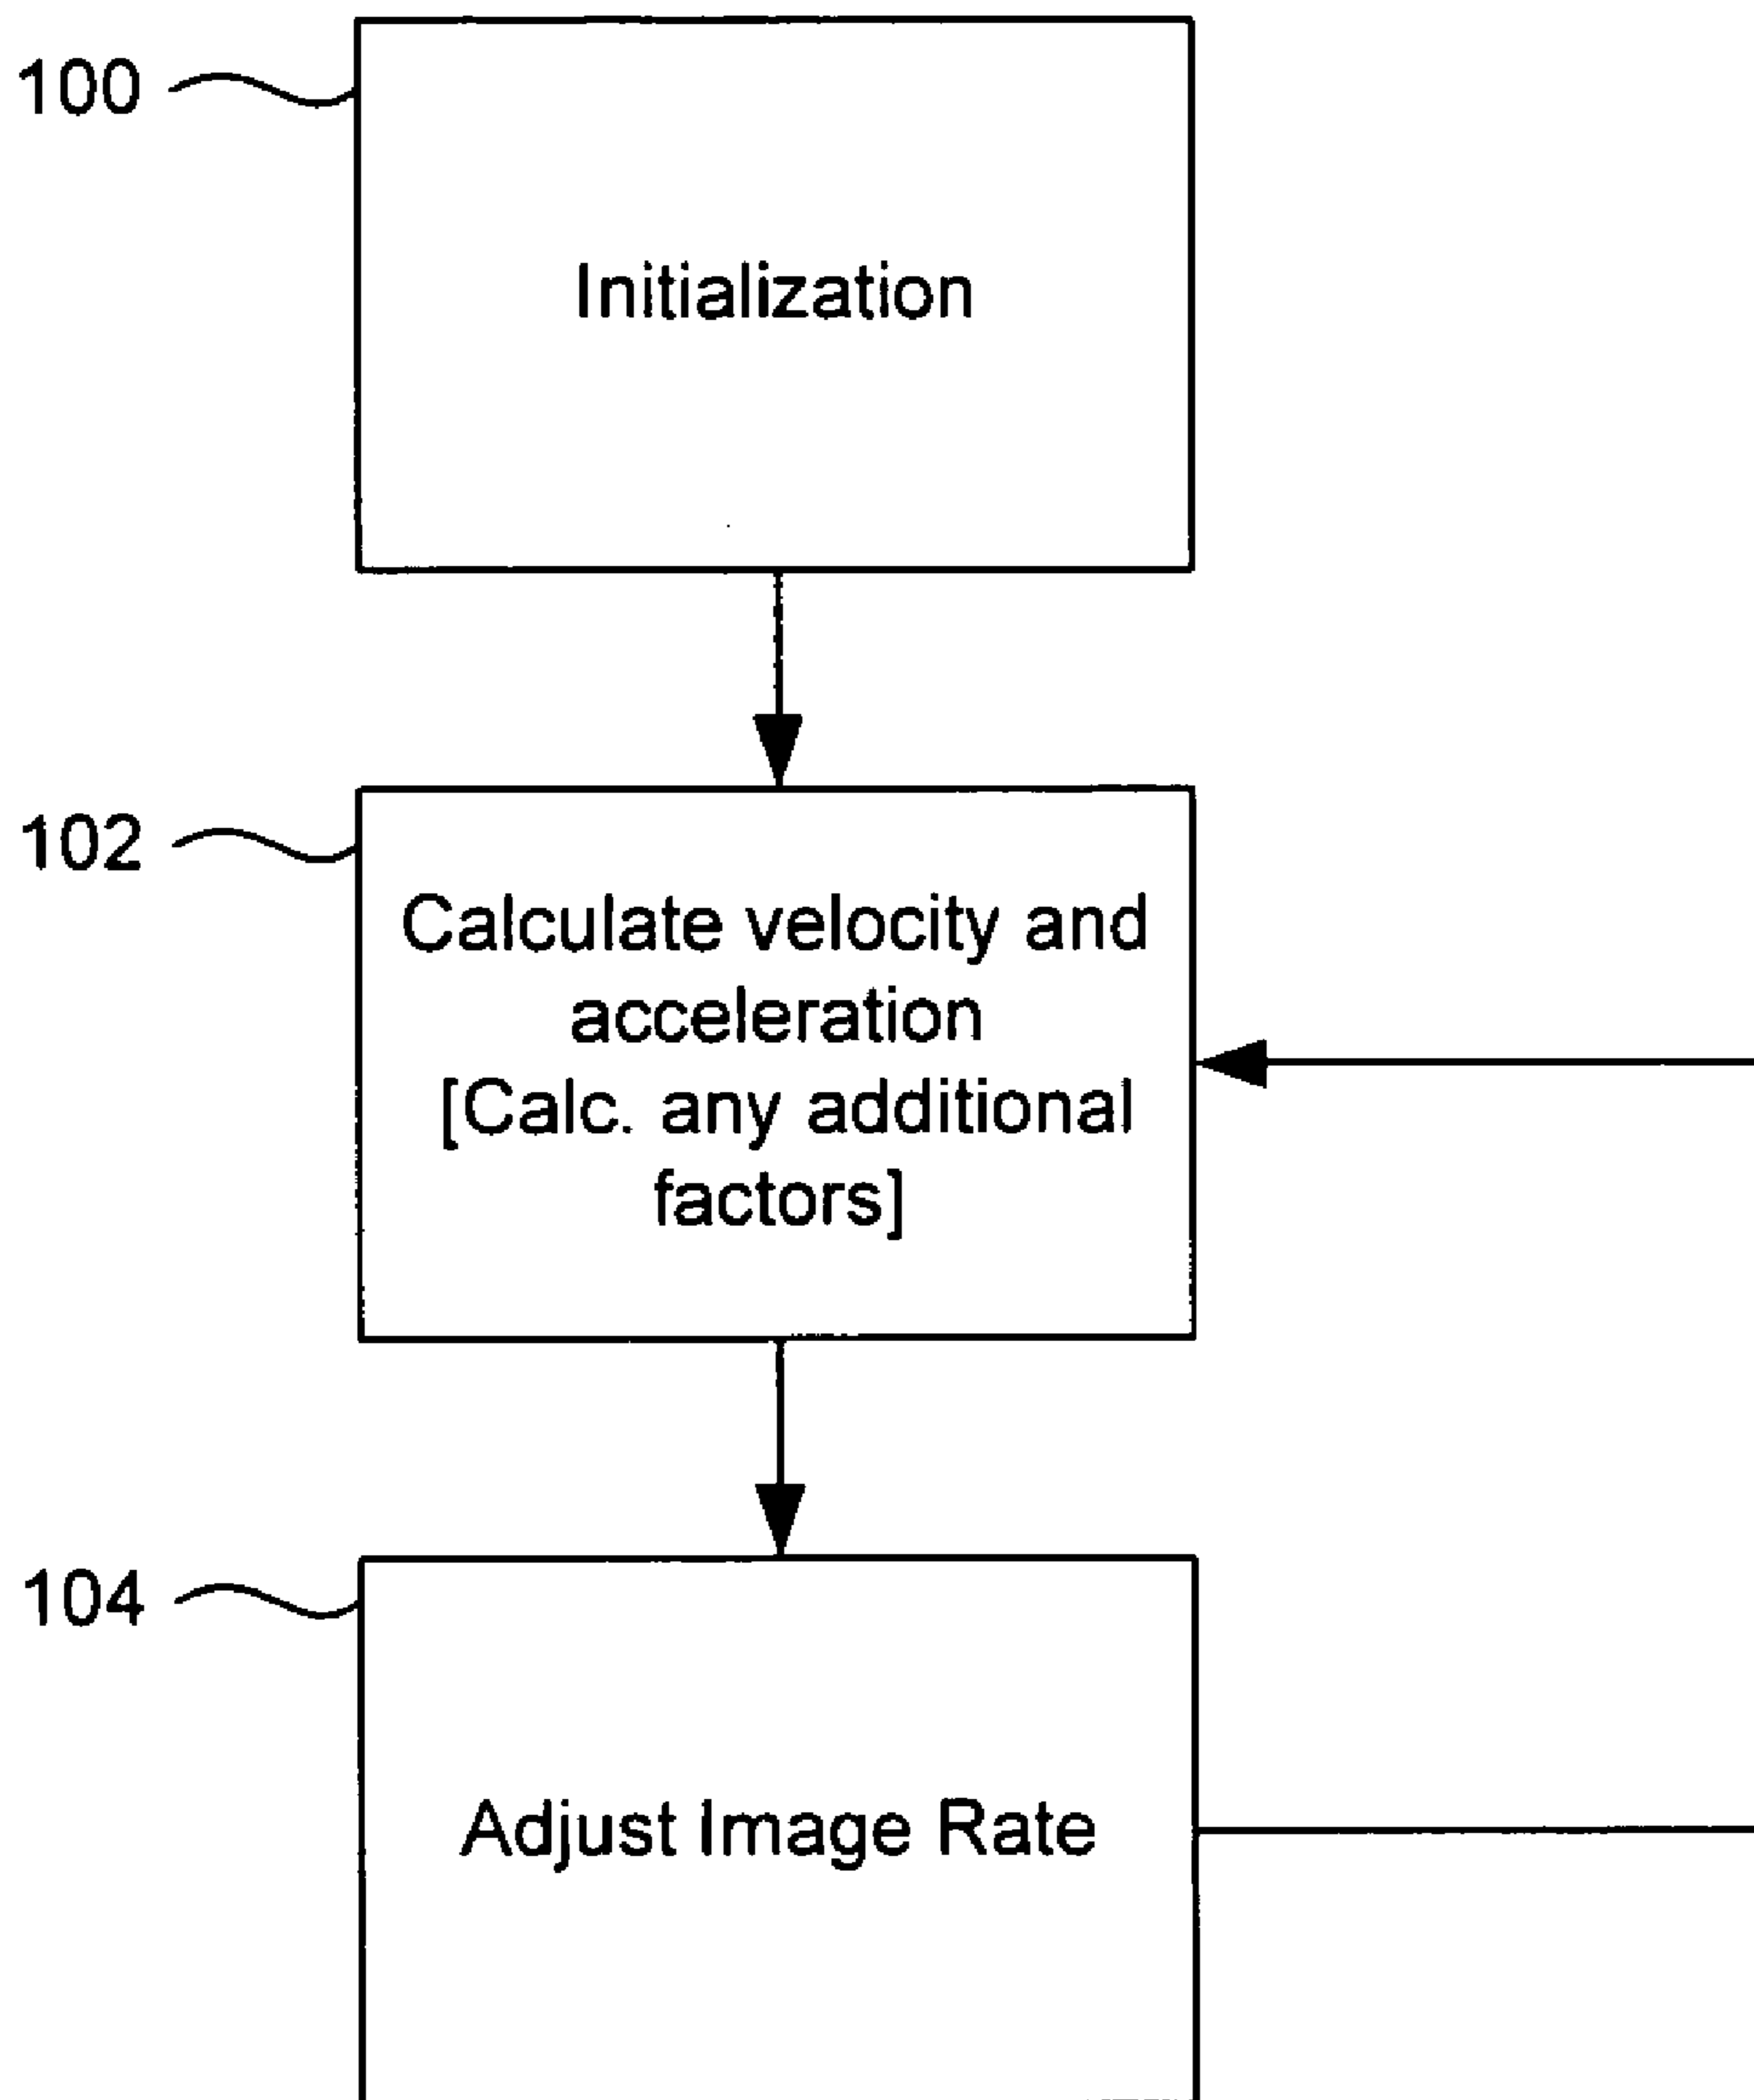 100
Initialization
102
Calculate velocity and
acceleration
[Calc. any additional
factors]
104
Adjust Image Rate